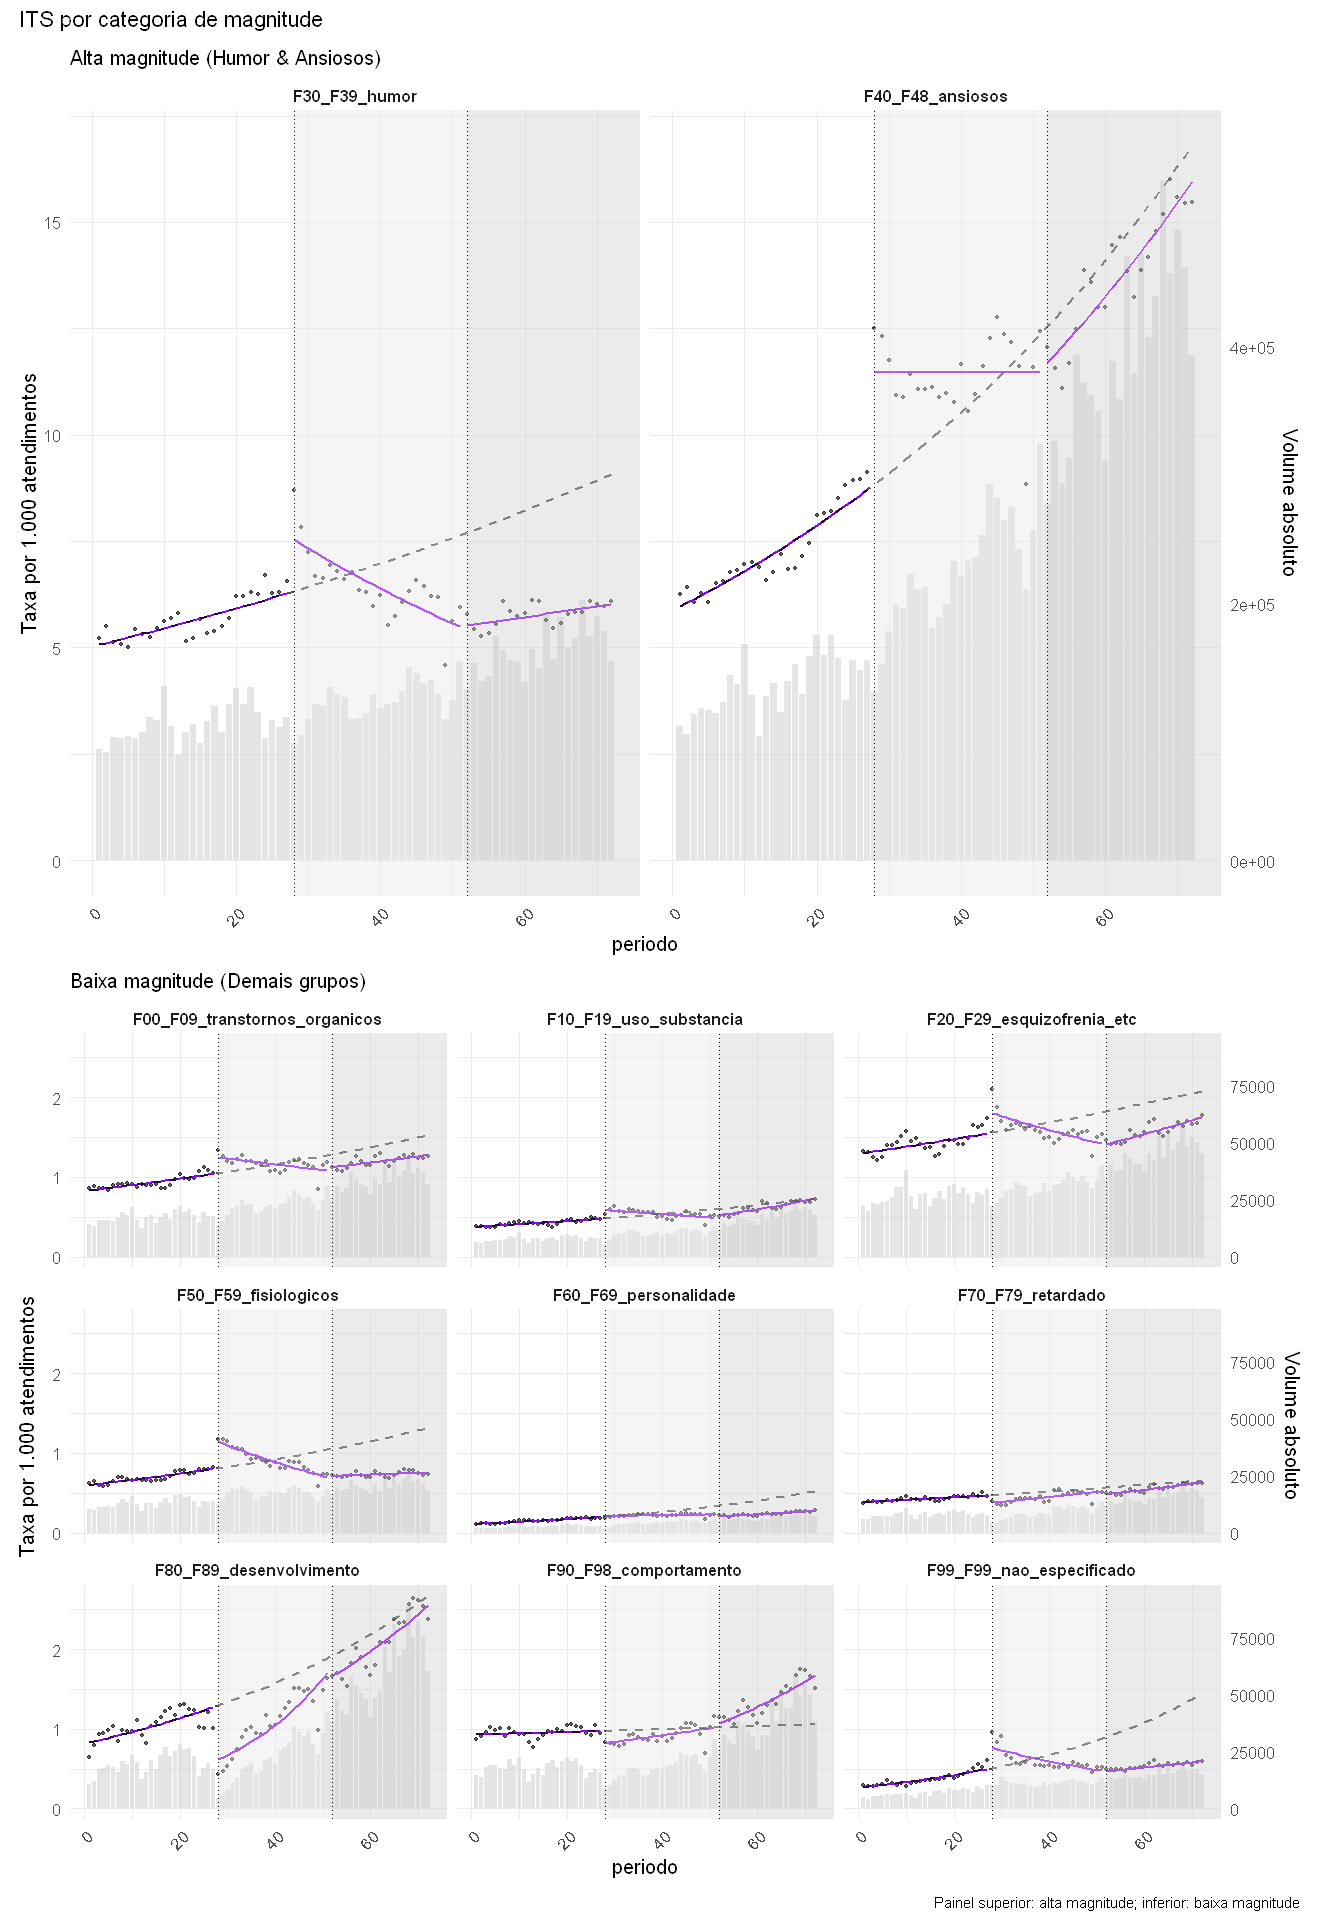 ITS por categoria de magnitude
Alta magnitude (Humor & Ansiosos)
F30_F39_humor
F40_F48_ansiosos
Taxa por 1.000 atendimentos
15
10
5
0
4e+05
2e+05
0e+00
Volume absoluto
0
20
40
60
0
20
40
60
periodo
Baixa magnitude (Demais grupos)
F00_F09_transtornos_organicos
F10_F19_uso_substancia
F20_F29_esquizofrenia_etc
2
1
0
75000
50000
25000
0
F50_F59_fisiologicos
F60_F69_personalidade
F70_F79_retardado
Taxa por 1.000 atendimentos
2
1
0
75000
50000
25000
0
Volume absoluto
F80_F89_desenvolvimento
F90_F98_comportamento
F99_F99_nao_especificado
2
1
0
75000
50000
25000
0
0
20
40
60
0
20
40
60
0
20
40
60
periodo
Painel superior: alta magnitude; inferior: baixa magnitude